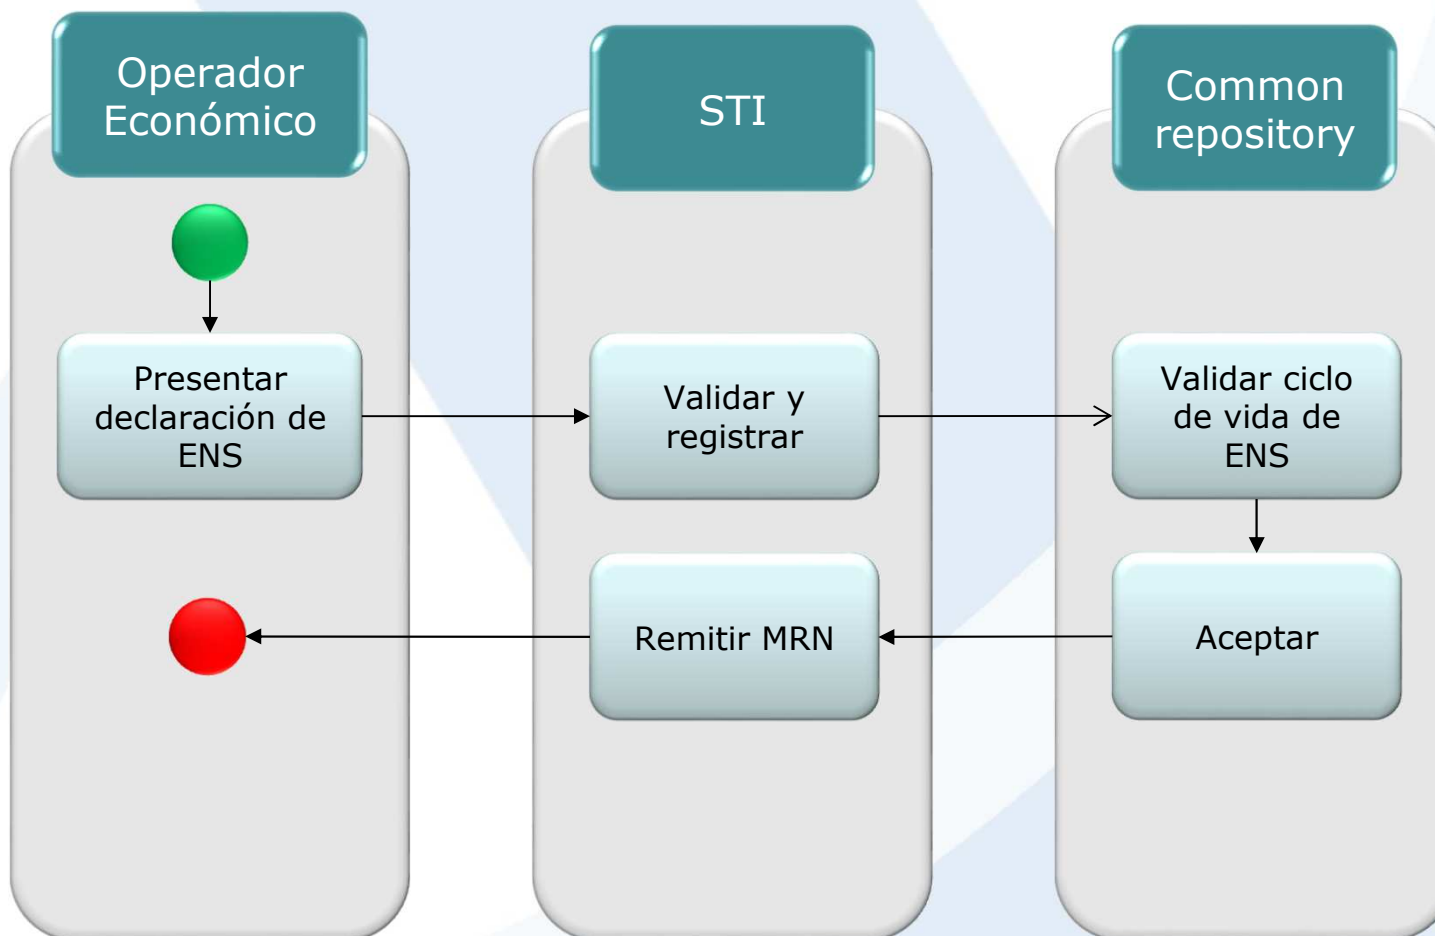 Operador
Económico
STI
Common
repository
Presentar
declaración de
ENS
Validar y
registrar
Validar ciclo
de vida de
ENS
Remitir MRN
Aceptar